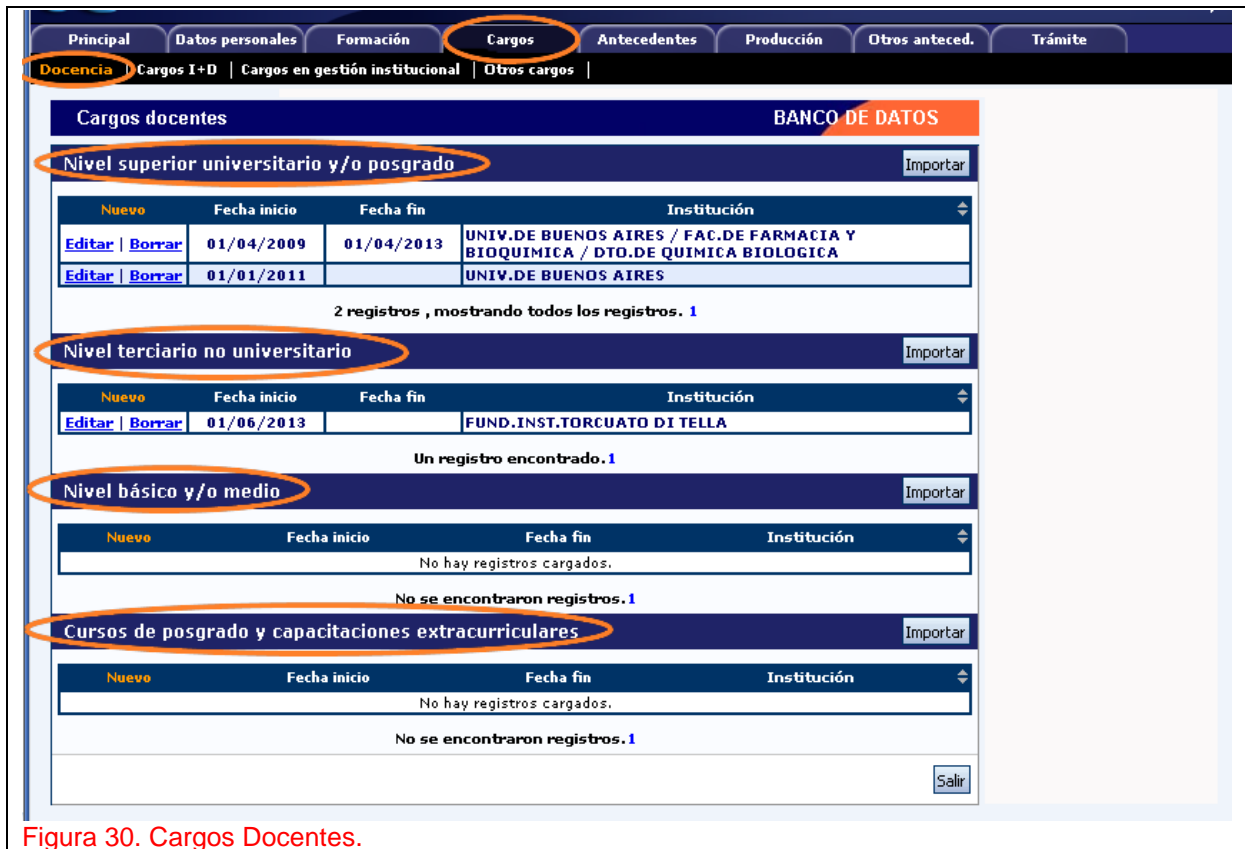 Principal Datos personales Formación Cargos Antecedentes Producción Otros anteced. Trámite
Docencia | Cargos I+D | Cargos en gestión institucional | Otros cargos |
Cargos docentes BANCO DE DATOS
Nivel superior universitario y/o posgrado Importar
Nuevo Fecha inicio Fecha fin Institución
Editar | Borrar 01/04/2009 01/04/2013 UNIV.DE BUENOS AIRES / FAC.DE FARMACIA Y
BIOQUIMICA / DTO.DE QUIMICA BIOLOGICA
Editar | Borrar 01/01/2011 UNIV.DE BUENOS AIRES
2 registros , mostrando todos los registros. 1
Nivel terciario no universitario Importar
Nuevo Fecha inicio Fecha fin Institución
Editar | Borrar 01/06/2013 FUND.INST.TORCUATO DI TELLA
Un registro encontrado.1
Nivel básico y/o medio Importar
Nuevo Fecha inicio Fecha fin Institución
No hay registros cargados.
No se encontraron registros.1
Cursos de posgrado y capacitaciones extracurriculares Importar
Nuevo Fecha inicio Fecha fin Institución
No hay registros cargados.
No se encontraron registros.1
Salir
Figura 30. Cargos Docentes.